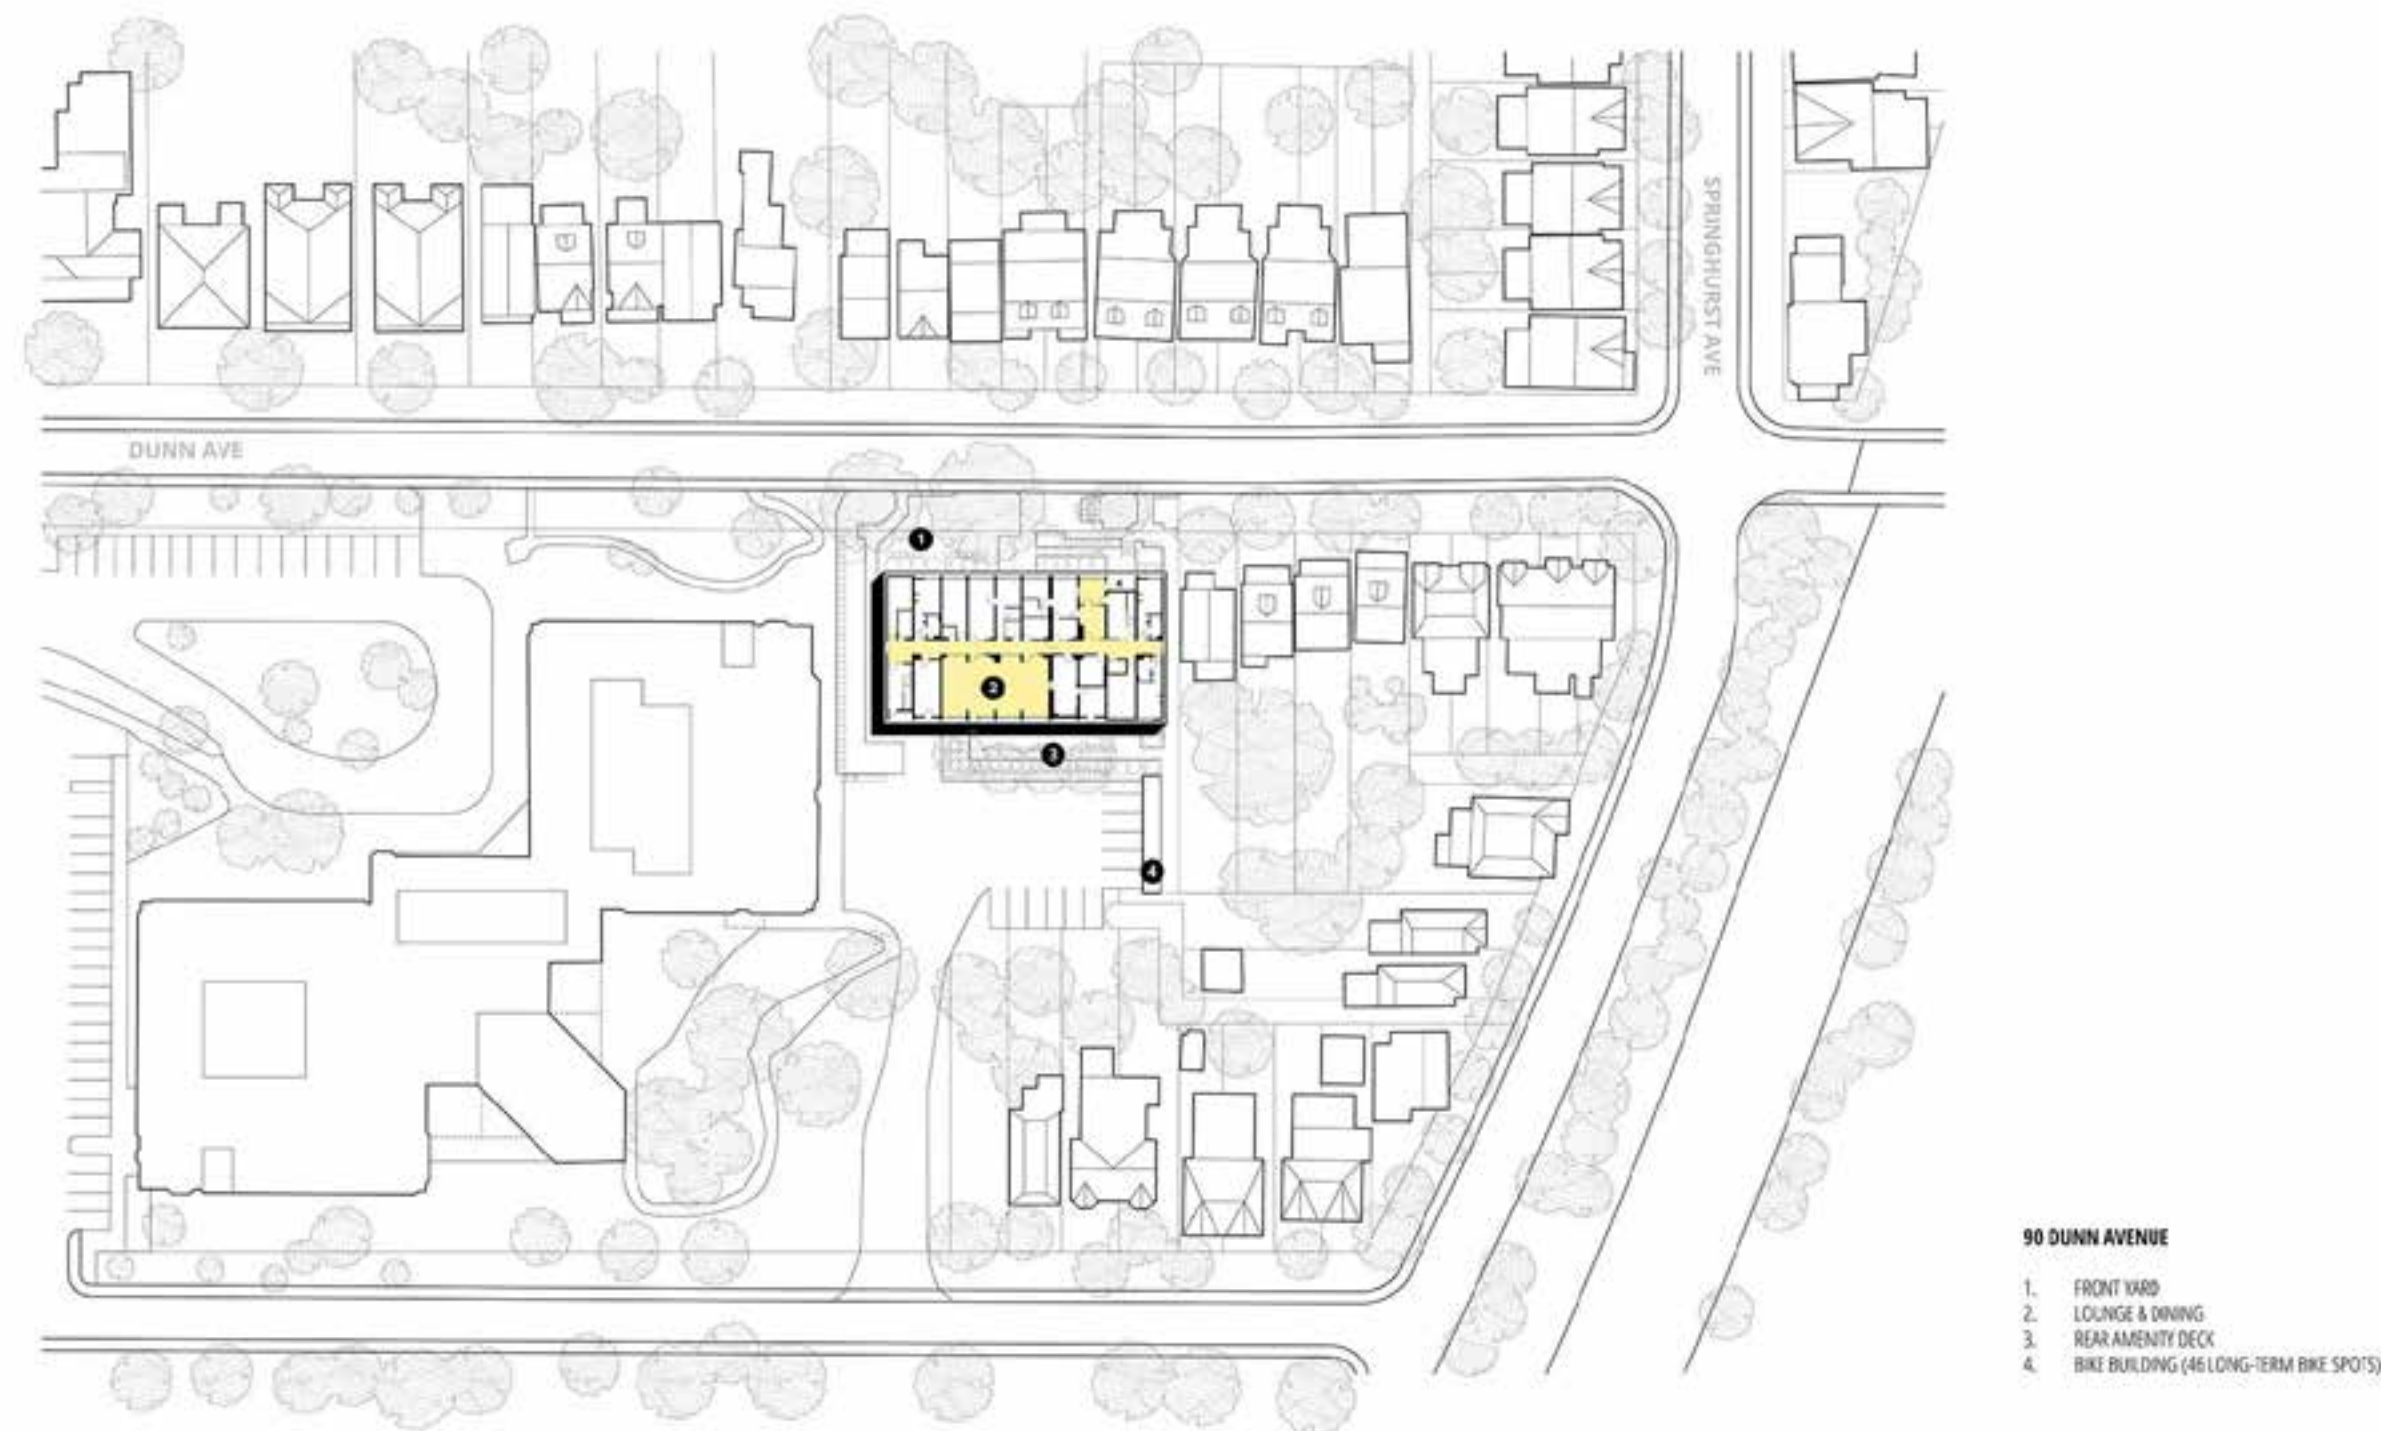 SPRINGHURST AVE
DUNN AVE
1
2
3
4
90 DUNN AVENUE
1. FRONT YARD
2. LOUNGE & DINING
3. REAR AMENITY DECK
4. BIKE BUILDING (46 LONG-TERM BIKE SPOTS)